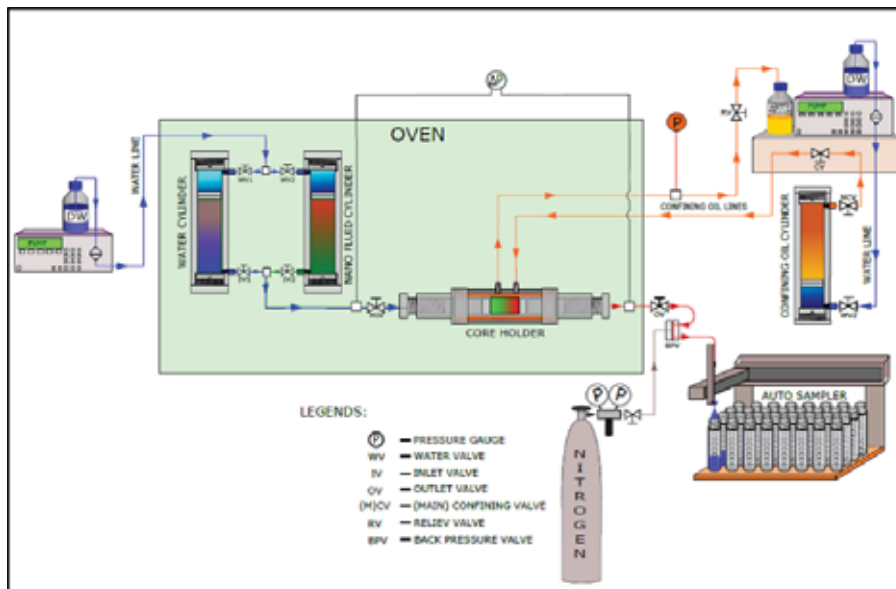 OVEN
RV
DW
PUMP
WATER LINE
DW
PUMP
P
CV
WATER CYLINDER
WV1
WV2
NANO FILLED CYLINDER
CONFINING OIL LINES
CONFINING OIL CYLINDER
WATER LINE
CORE HOLDER
OV
BPV
P P
AUTO SAMPLER
NITROGEN
LEGENDS:
P PRESSURE GAUGE
WV WATER VALVE
IV INLET VALVE
OV OUTLET VALVE
(M)CV (MAIN) CONFINING VALVE
RV RELIEV VALVE
BPV BACK PRESSURE VALVE